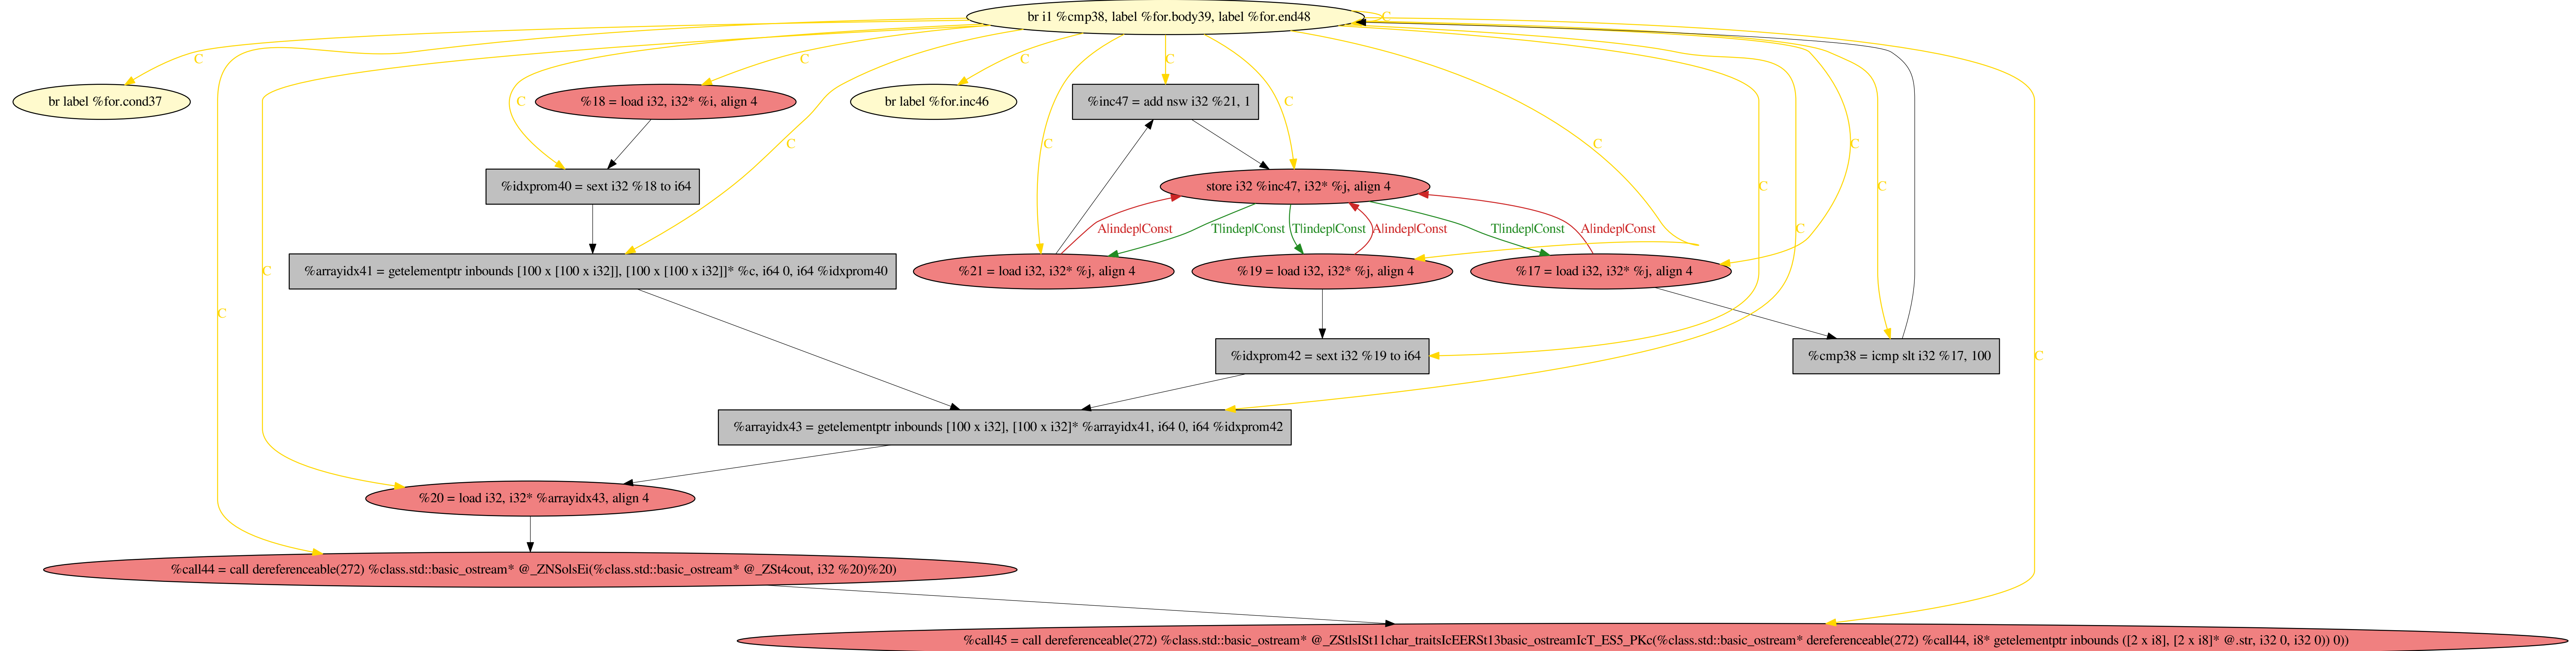 br i1 %cmp38, label %for.body39, label %for.end48
C
C
C
C
C
C
br label %for.cond37
C
%18 = load i32, i32* %i, align 4
br label %for.inc46
%inc47 = add nsw i32 %21, 1
C
C
C
C
C
%idxprom40 = sext i32 %18 to i64
store i32 %inc47, i32* %j, align 4
C
C
C
A|indep|Const
T|indep|Const
T|indep|Const
A|indep|Const
T|indep|Const
A|indep|Const
C
C
%arrayidx41 = getelementptr inbounds [100 x [100 x i32]], [100 x [100 x i32]]* %c, i64 0, i64 %idxprom40
%21 = load i32, i32* %j, align 4
%19 = load i32, i32* %j, align 4
%17 = load i32, i32* %j, align 4
C
%idxprom42 = sext i32 %19 to i64
%cmp38 = icmp slt i32 %17, 100
C
%arrayidx43 = getelementptr inbounds [100 x i32], [100 x i32]* %arrayidx41, i64 0, i64 %idxprom42
%20 = load i32, i32* %arrayidx43, align 4
%call44 = call dereferenceable(272) %class.std::basic_ostream* @_ZNSolsEi(%class.std::basic_ostream* @_ZSt4cout, i32 %20)%20)
%call45 = call dereferenceable(272) %class.std::basic_ostream* @_ZStlsISt11char_traitsIcEERSt13basic_ostreamIcT_ES5_PKc(%class.std::basic_ostream* dereferenceable(272) %call44, i8* getelementptr inbounds ([2 x i8], [2 x i8]* @.str, i32 0, i32 0)) 0))